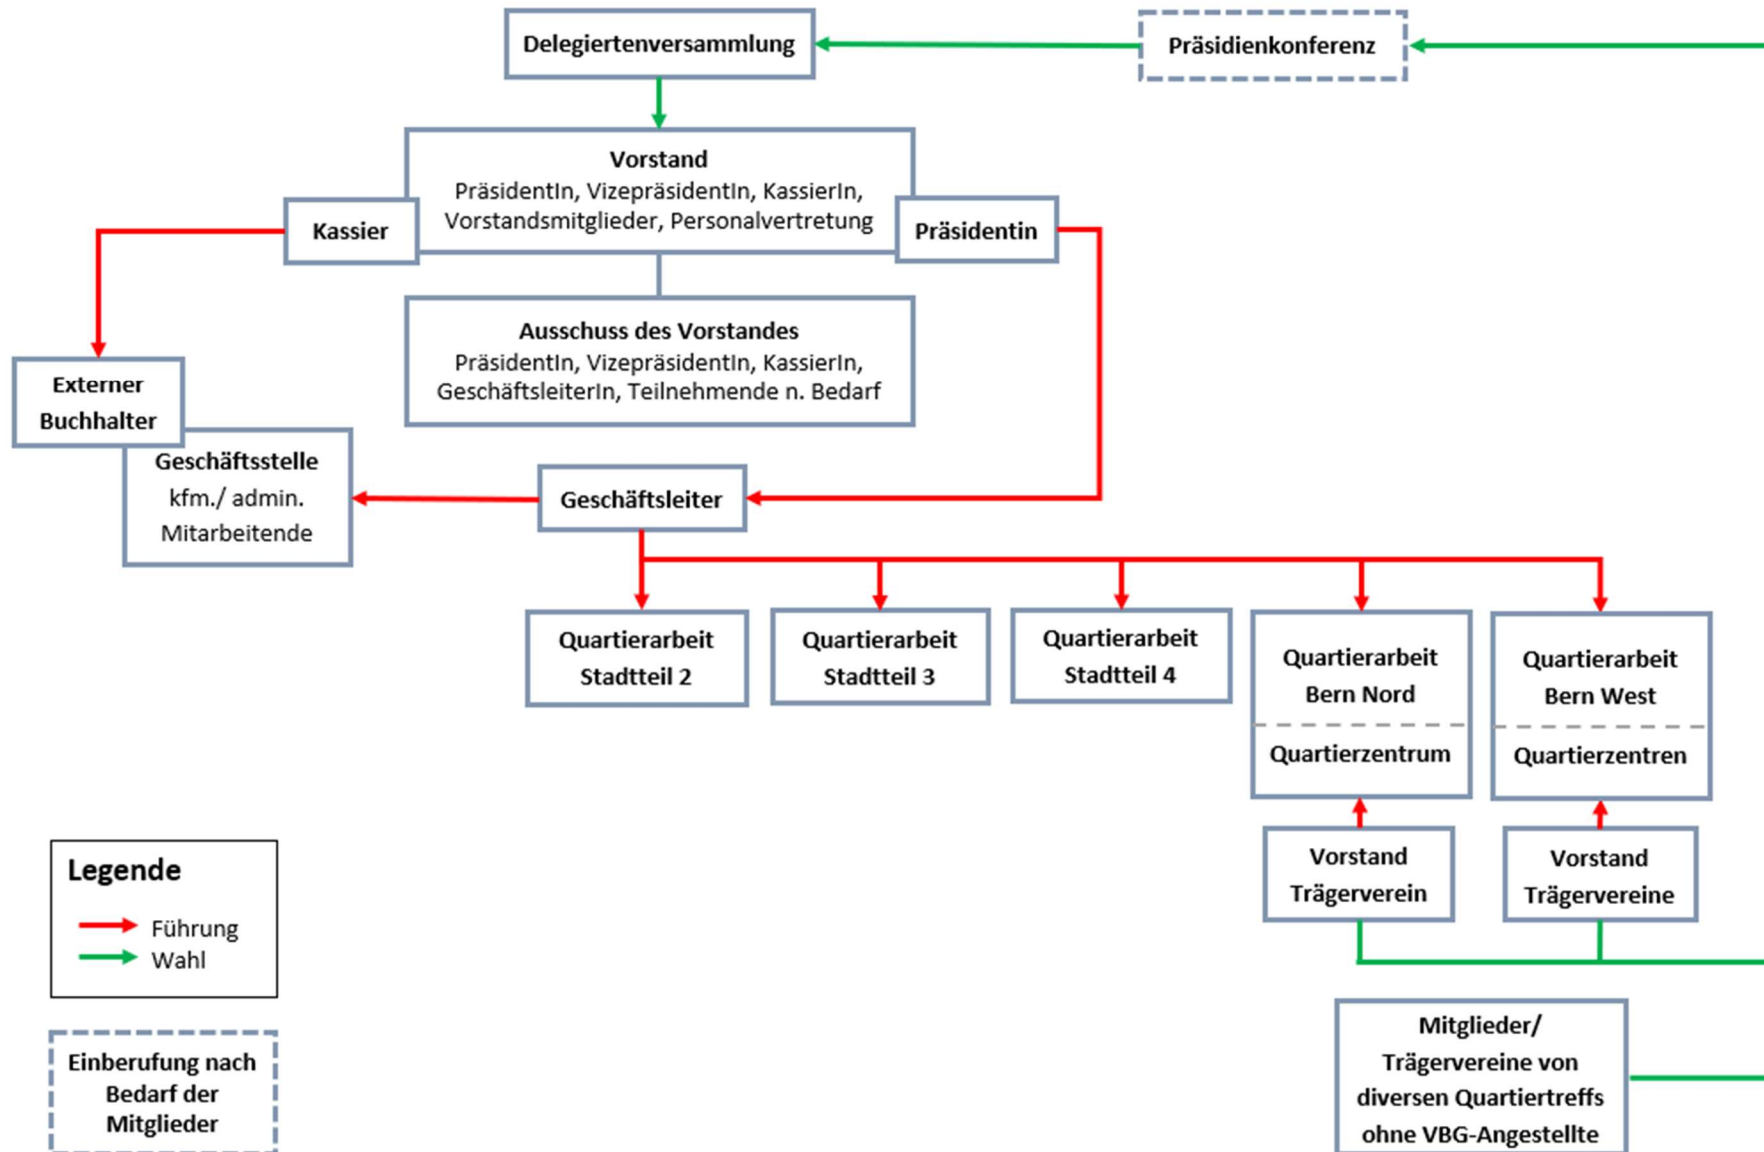 Delegiertenversammlung
Präsidienkonferenz
Vorstand
PräsidentIn, VizepräsidentIn, KassierIn,
Vorstandsmitglieder, Personalvertretung
Kassier
Präsidentin
Ausschuss des Vorstandes
PräsidentIn, VizepräsidentIn, KassierIn,
GeschäftsleiterIn, Teilnehmende n. Bedarf
Externer
Buchhalter
Geschäftsstelle
kfm./ admin.
Mitarbeitende
Geschäftsleiter
Quartierarbeit
Stadtteil 2
Quartierarbeit
Stadtteil 3
Quartierarbeit
Stadtteil 4
Quartierarbeit
Bern Nord
Quartierzentrum
Quartierarbeit
Bern West
Quartierzentren
Vorstand
Trägerverein
Vorstand
Trägervereine
Legende
Führung
Wahl
Einberufung nach
Bedarf der
Mitglieder
Mitglieder/
Trägervereine von
diversen Quartiertreffs
ohne VBG-Angestellte